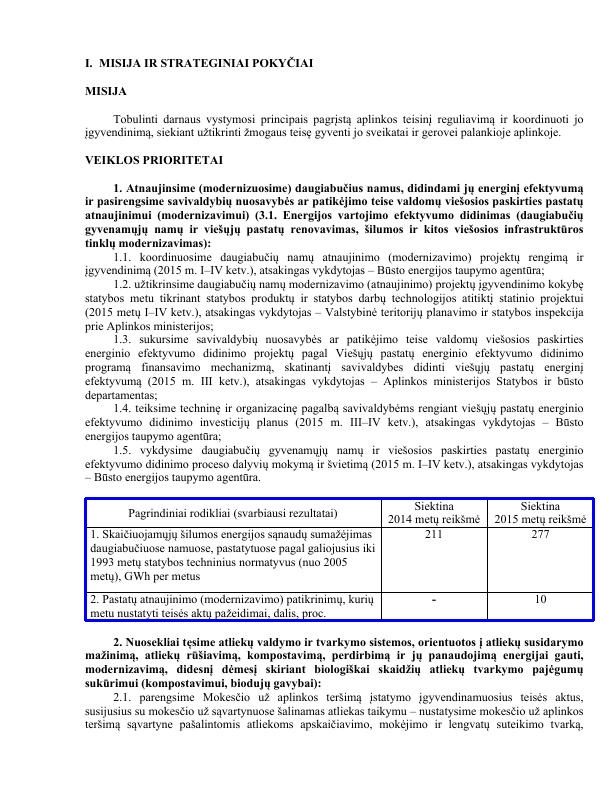 I. MISIJA IR STRATEGINIAI POKYČIAI
MISIJA
Tobulinti darnaus vystymosi principais pagrįstą aplinkos teisinį reguliavimą ir koordinuoti jo
įgyvendinimą, siekiant užtikrinti žmogaus teisę gyventi jo sveikatai ir gerovei palankioje aplinkoje.
VEIKLOS PRIORITETAI
1. Atnaujinsime (modernizuosime) daugiabučius namus, didindami jų energinį efektyvumą
ir pasirengsime savivaldybių nuosavybės ar patikėjimo teise valdomų viešosios paskirties pastatų
atnaujinimui (modernizavimui) (3.1. Energijos vartojimo efektyvumo didinimas (daugiabučių
gyvenamųjų namų ir viešųjų pastatų renovavimas, šilumos ir kitos viešosios infrastruktūros
tinklų modernizavimas):
1.1. koordinuosime daugiabučių namų atnaujinimo (modernizavimo) projektų rengimą ir
įgyvendinimą (2015 m. I–IV ketv.), atsakingas vykdytojas – Būsto energijos taupymo agentūra;
1.2. užtikrinsime daugiabučių namų modernizavimo (atnaujinimo) projektų įgyvendinimo kokybę
statybos metu tikrinant statybos produktų ir statybos darbų technologijos atitiktį statinio projektui
(2015 metų I–IV ketv.), atsakingas vykdytojas – Valstybinė teritorijų planavimo ir statybos inspekcija
prie Aplinkos ministerijos;
1.3. sukursime savivaldybių nuosavybės ar patikėjimo teise valdomų viešosios paskirties
pastatų energinio efektyvumo didinimo projektų pagal Viešųjų pastatų energinio efektyvumo didinimo
programą finansavimo mechanizmą, skatinantį savivaldybes didinti viešųjų pastatų energinį
efektyvumą (2015 m. III ketv.), atsakingas vykdytojas – Aplinkos ministerijos Statybos ir būsto
departamentas;
1.4. teiksime techninę ir organizacinę pagalbą savivaldybėms rengiant viešųjų pastatų energinio
efektyvumo didinimo investicijų planus (2015 m. III–IV ketv.), atsakingas vykdytojas – Būsto
energijos taupymo agentūra;
1.5. vykdysime daugiabučių gyvenamųjų namų ir viešosios paskirties pastatų energinio
efektyvumo didinimo proceso dalyvių mokymą ir švietimą (2015 m. I–IV ketv.), atsakingas vykdytojas
– Būsto energijos taupymo agentūra.
Pagrindiniai rodikliai (svarbiausi rezultatai) Siektina Siektina
2014 metų reikšmė 2015 metų reikšmė
1. Skaičiuojamųjų šilumos energijos sąnaudų sumažėjimas 211 277
daugiabučiuose namuose, pastatytuose pagal galiojusius iki
1993 metų statybos techninius normatyvus (nuo 2005
metų), GWh per metus
2. Pastatų atnaujinimo (modernizavimo) patikrinimų, kurių - 10
metu nustatyti teisės aktų pažeidimai, dalis, proc.
2. Nuosekliai tęsime atliekų valdymo ir tvarkymo sistemos, orientuotos į atliekų susidarymo
mažinimą, atliekų rūšiavimą, kompostavimą, perdirbimą ir jų panaudojimą energijai gauti,
modernizavimą, didesnį dėmesį skiriant biologiškai skaidžių atliekų tvarkymo pajėgumų
sukūrimui (kompostavimui, biodujų gavybai):
2.1. parengsime Mokesčio už aplinkos teršimą įstatymo įgyvendinamuosius teisės aktus,
susijusius su mokesčio už sąvartynuose šalinamas atliekas taikymu – nustatysime mokesčio už aplinkos
teršimą sąvartyne pašalintomis atliekoms apskaičiavimo, mokėjimo ir lengvatų suteikimo tvarką,